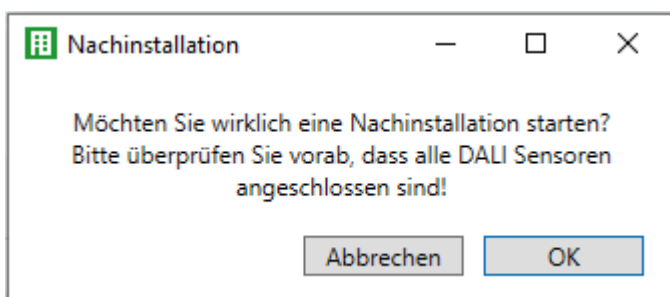 Nachinstallation
Möchten Sie wirklich eine Nachinstallation starten?
Bitte überprüfen Sie vorab, dass alle DALI Sensoren
angeschlossen sind!
Abbrechen OK